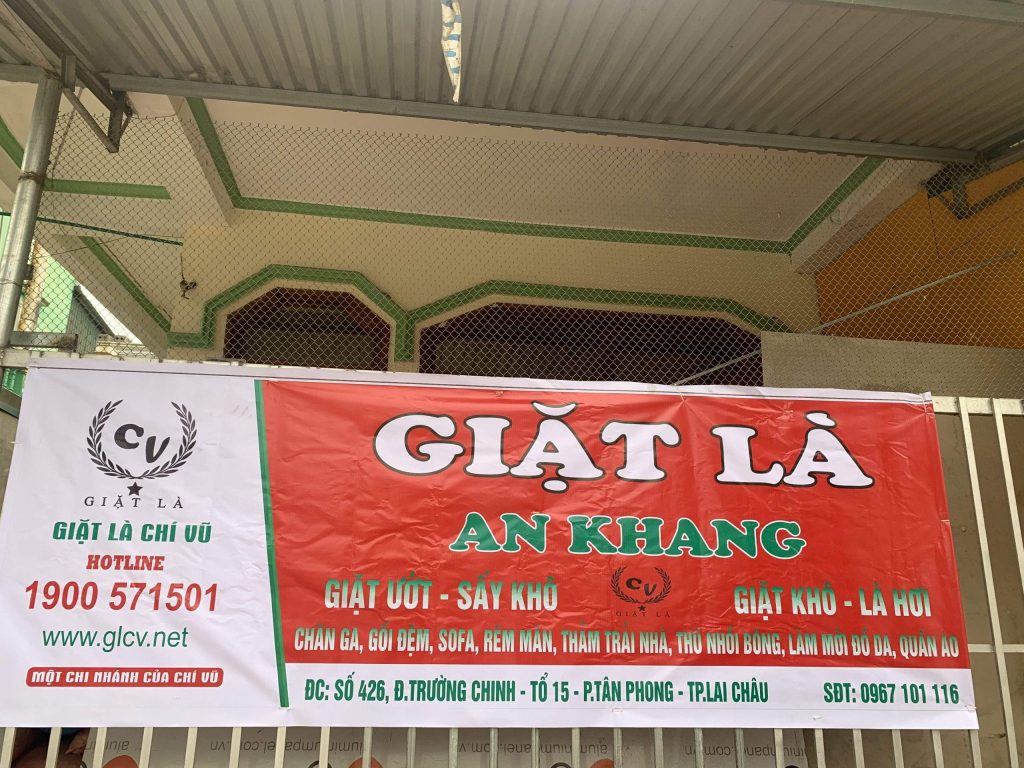 CV
GIẶT LÀ
GIẶT LÀ CHÍ VŨ
HOTLINE
1900 571501
www.glcv.net
MỘT CHI NHÁNH CỦA CHÍ VŨ
GIẶT LÀ
AN KHANG
GIẶT ƯỚT - SẤY KHÔ
CV
GIẶT LÀ
GIẶT KHÔ - LÀ HƠI
CHĂN GA, GỐI ĐỆM, SOFA, RÈM MÀN, THẢM TRẢI NHÀ, THÚ NHỒI BÔNG, LÀM MỚI ĐỒ DA, QUẦN ÁO
ĐC: SỐ 426, Đ.TRƯỜNG CHINH - TỔ 15 - P.TÂN PHONG - TP.LAI CHÂU
SĐT: 0967 101 116